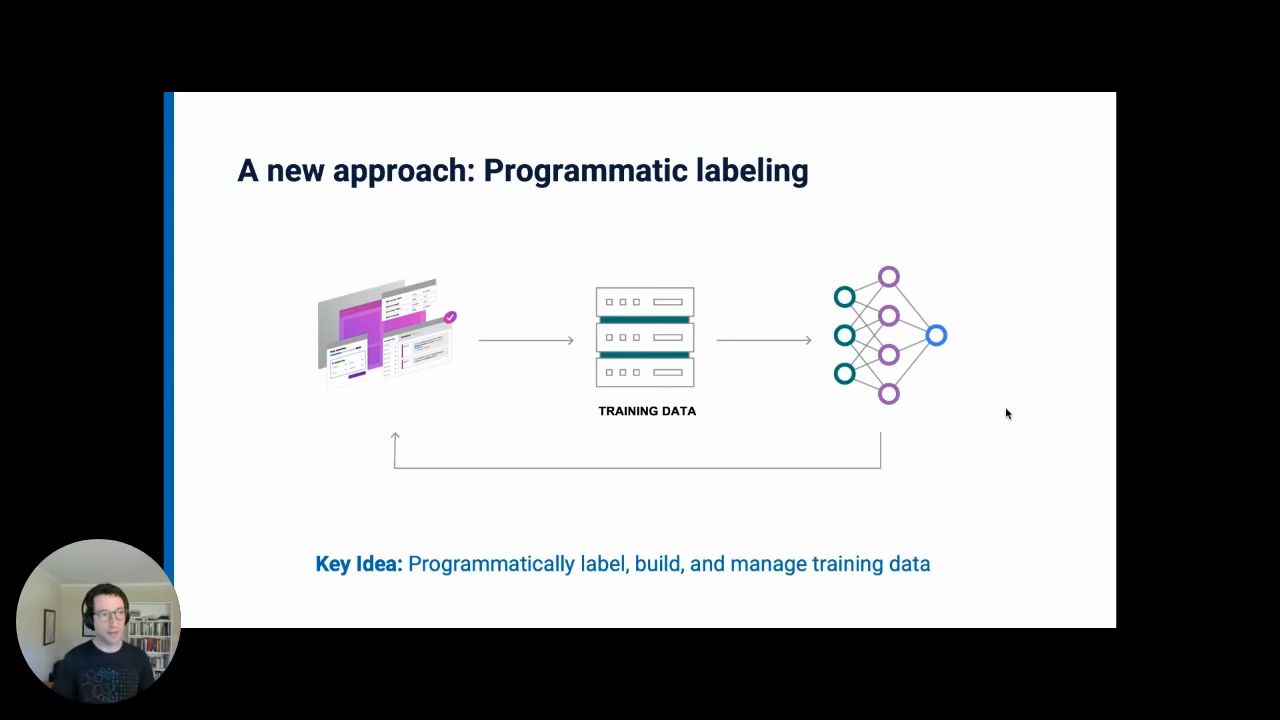 A new approach: Programmatic labeling
TRAINING DATA
Key Idea: Programmatically label, build, and manage training data